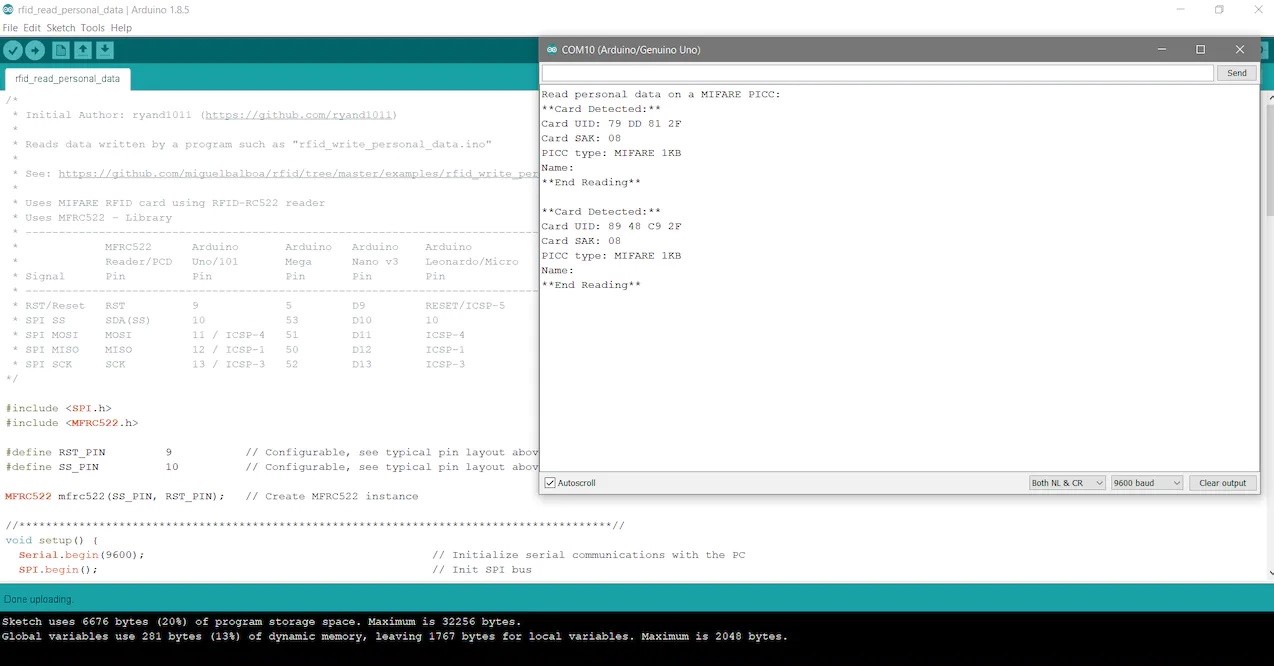 rfid_read_personal_data | Arduino 1.8.5
File Edit Sketch Tools Help
rfid_read_personal_data
/*
* Initial Author: ryand1011 (https://github.com/ryand1011)
*
* Reads data written by a program such as "rfid_write_personal_data.ino"
*
* See: https://github.com/miguelbalboa/rfid/tree/master/examples/rfid_write_per
*
* Uses MIFARE RFID card using RFID-RC522 reader
* Uses MFRC522 - Library
* -----------------------------------------------------------------------------
* MFRC522 Arduino Arduino Arduino Arduino
* Reader/PCD Uno/101 Mega Nano v3 Leonardo/Micro
* Signal Pin Pin Pin Pin Pin
* -----------------------------------------------------------------------------
* RST/Reset RST 9 5 D9 RESET/ICSP-5
* SPI SS SDA(SS) 10 53 D10 10
* SPI MOSI MOSI 11 / ICSP-4 51 D11 ICSP-4
* SPI MISO MISO 12 / ICSP-1 50 D12 ICSP-1
* SPI SCK SCK 13 / ICSP-3 52 D13 ICSP-3
*/
#include <SPI.h>
#include <MFRC522.h>
#define RST_PIN 9 // Configurable, see typical pin layout abov
#define SS_PIN 10 // Configurable, see typical pin layout abov
MFRC522 mfrc522(SS_PIN, RST_PIN); // Create MFRC522 instance
//*****************************************************************************************//
void setup() {
Serial.begin(9600); // Initialize serial communications with the PC
SPI.begin(); // Init SPI bus
COM10 (Arduino/Genuino Uno)
Send
Read personal data on a MIFARE PICC:
**Card Detected:**
Card UID: 79 DD 81 2F
Card SAK: 08
PICC type: MIFARE 1KB
Name:
**End Reading**
**Card Detected:**
Card UID: 89 48 C9 2F
Card SAK: 08
PICC type: MIFARE 1KB
Name:
**End Reading**
Autoscroll
Both NL & CR
9600 baud
Clear output
Done uploading.
Sketch uses 6676 bytes (20%) of program storage space. Maximum is 32256 bytes.
Global variables use 281 bytes (13%) of dynamic memory, leaving 1767 bytes for local variables. Maximum is 2048 bytes.